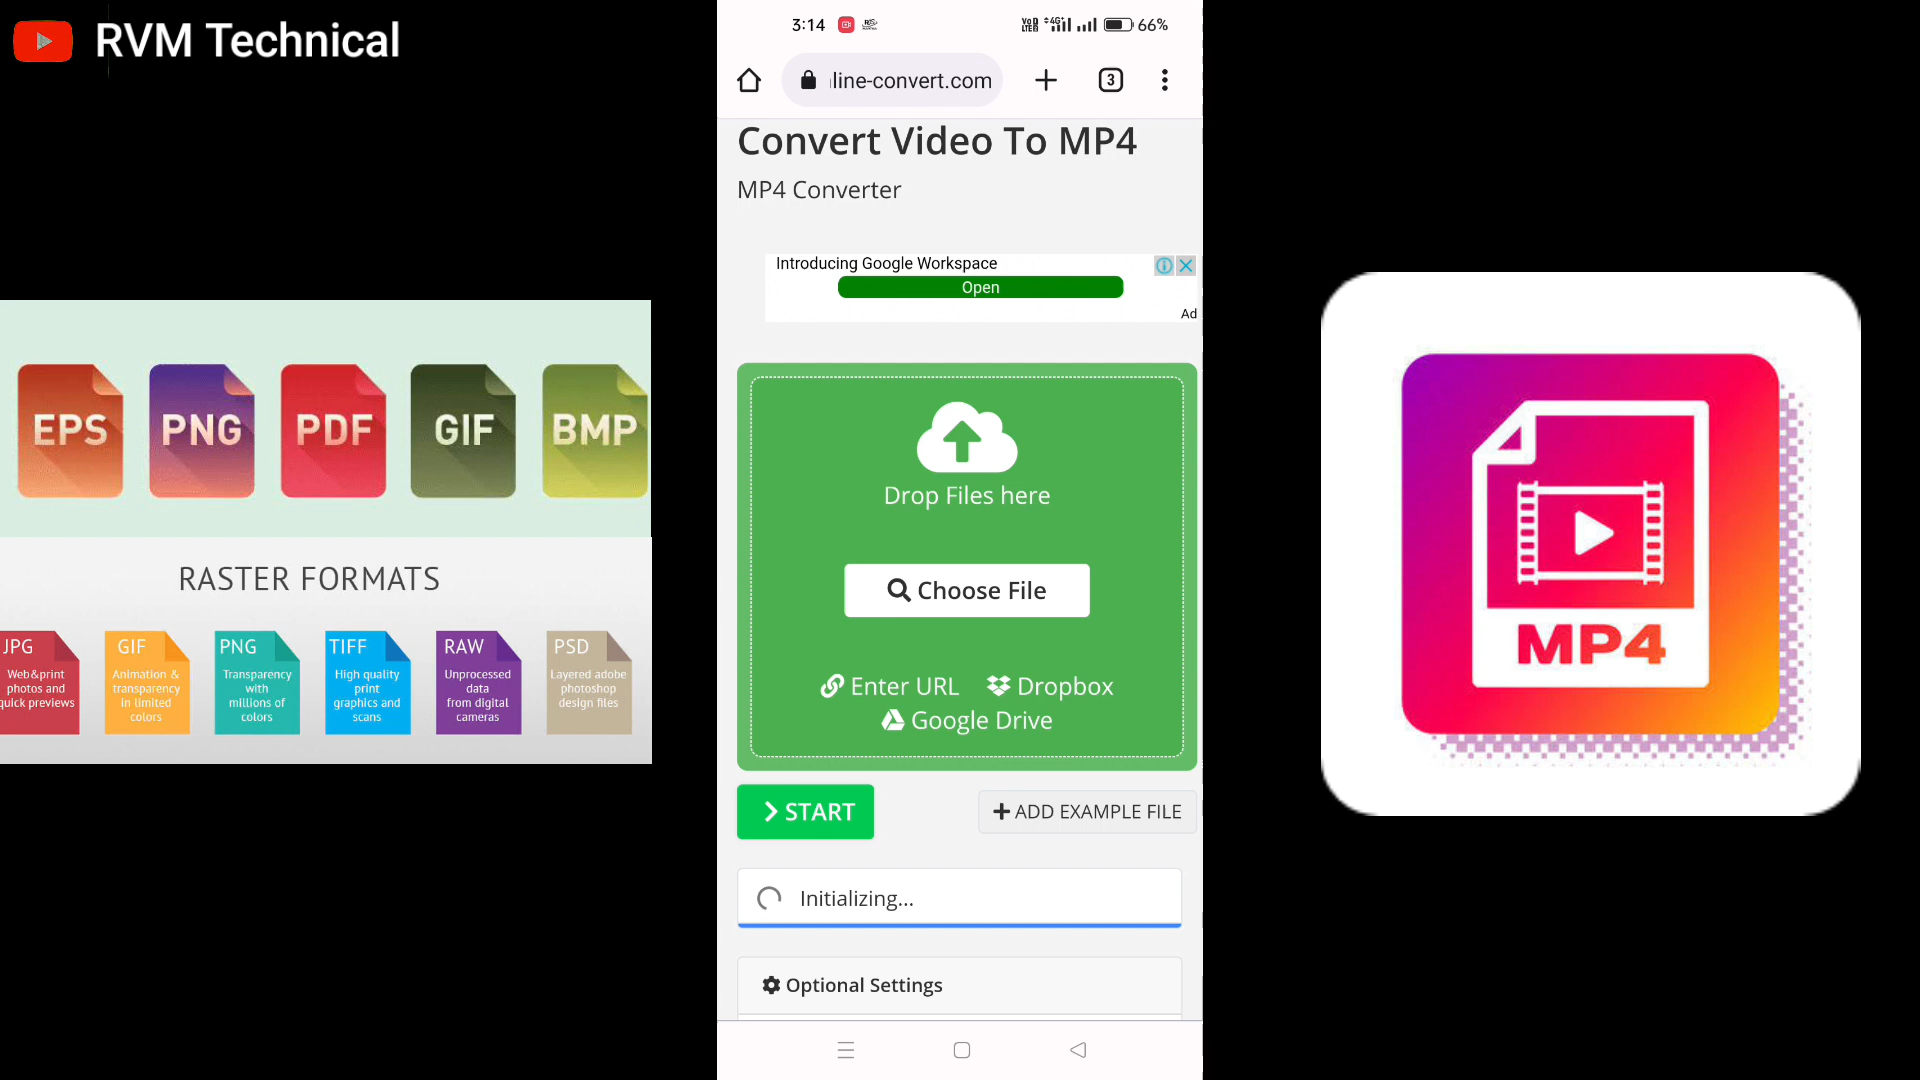 RVM Technical
EPS PNG PDF GIF BMP
RASTER FORMATS
JPG
Web&print
photos and
quick previews
GIF
Animation &
transparency
in limited
colors
PNG
Transparency
with
millions of
colors
TIFF
High quality
print
graphics and
scans
RAW
Unprocessed
data
from digital
cameras
PSD
Layered adobe
photoshop
design files
3:14
4G+
66%
line-convert.com
3
Convert Video To MP4
MP4 Converter
Introducing Google Workspace
Open
Ad
Drop Files here
Choose File
Enter URL Dropbox
Google Drive
START
ADD EXAMPLE FILE
Initializing...
Optional Settings
MP4